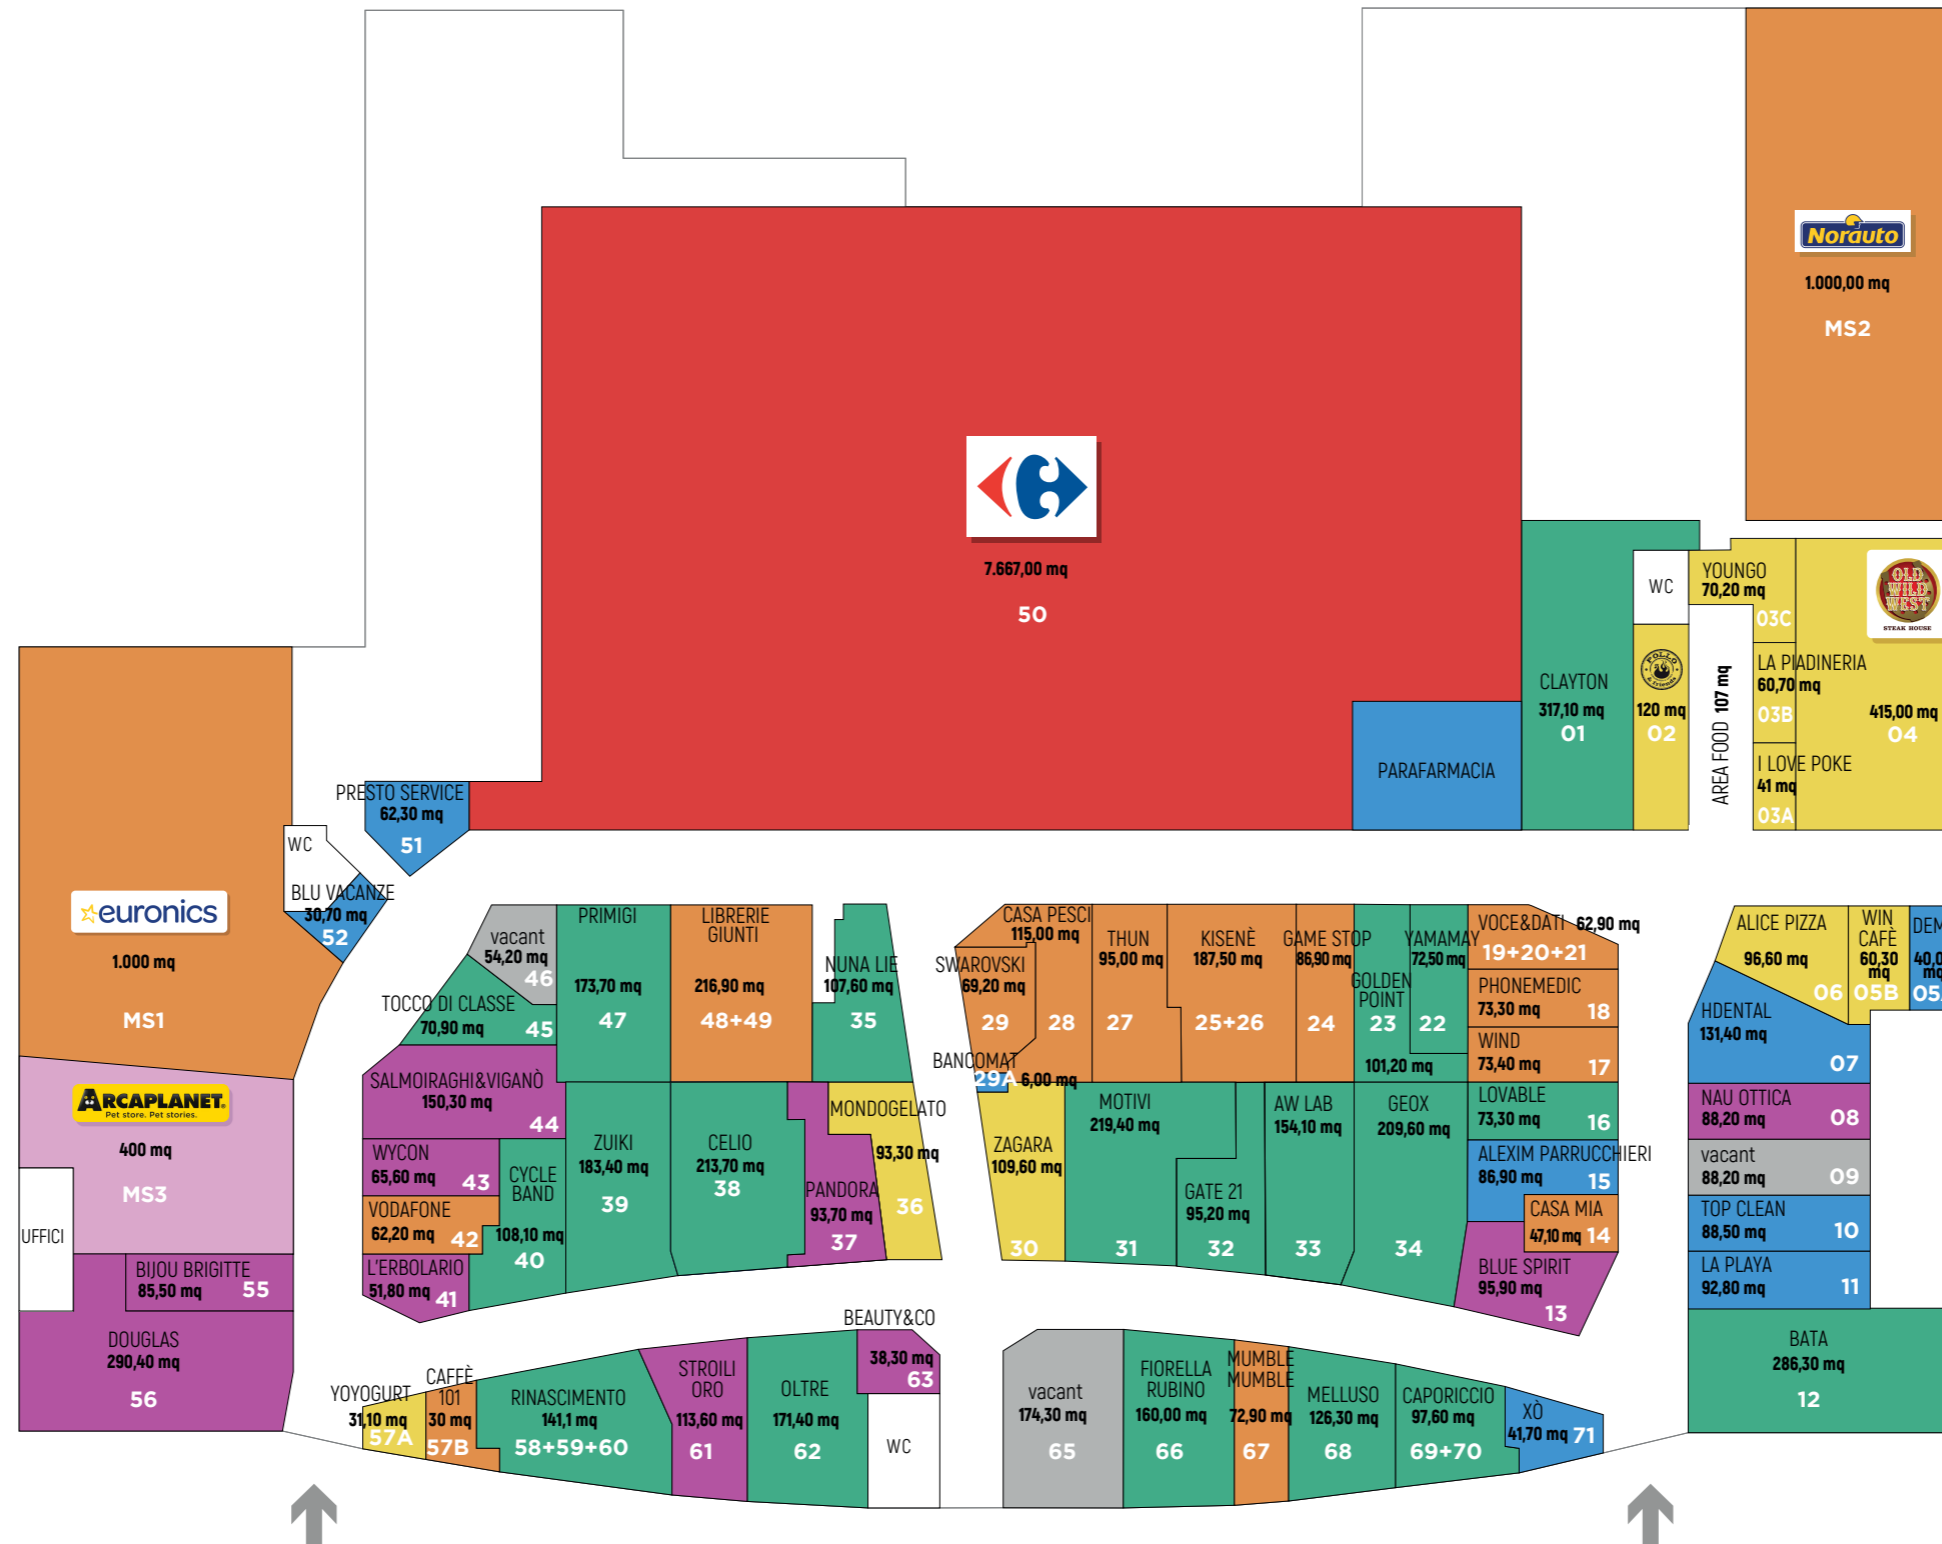 Norauto
1.000,00 mq
MS2
7.667,00 mq
50
PARAFARMACIA
CLAYTON
317,10 mq
01
WC
POLLO
& friends
120 mq
02
AREA FOOD 107 mq
YOUNGO
70,20 mq
03C
LA PIADINERIA
60,70 mq
03B
I LOVE POKE
41 mq
03A
OLD
WILD
WEST
STEAK HOUSE
415,00 mq
04
euronics
1.000 mq
MS1
WC
BLU VACANZE
30,70 mq
52
PRESTO SERVICE
62,30 mq
51
ARCAPLANET.
Pet store. Pet stories.
400 mq
MS3
UFFICI
BIJOU BRIGITTE
85,50 mq
55
DOUGLAS
290,40 mq
56
vacant
54,20 mq
46
TOCCO DI CLASSE
70,90 mq
45
PRIMIGI
173,70 mq
47
LIBRERIE
GIUNTI
216,90 mq
48+49
NUNA LIE
107,60 mq
35
SALMOIRAGHI&VIGANÒ
150,30 mq
44
WYCON
65,60 mq
43
VODAFONE
62,20 mq
42
L'ERBOLARIO
51,80 mq
41
CYCLE
BAND
108,10 mq
40
ZUIKI
183,40 mq
39
CELIO
213,70 mq
38
PANDORA
93,70 mq
37
MONDOGELATO
93,30 mq
36
CASA PESCI
115,00 mq
28
SWAROVSKI
69,20 mq
29
BANCOMAT
29A
6,00 mq
THUN
95,00 mq
27
KISENÈ
187,50 mq
25+26
GAME STOP
86,90 mq
24
GOLDEN
POINT
23
101,20 mq
YAMAMAY
72,50 mq
22
VOCE&DATI
62,90 mq
19+20+21
PHONEMEDIC
73,30 mq
18
WIND
73,40 mq
17
LOVABLE
73,30 mq
16
ALEXIM PARRUCCHIERI
86,90 mq
15
CASA MIA
47,10 mq
14
BLUE SPIRIT
95,90 mq
13
ZAGARA
109,60 mq
30
MOTIVI
219,40 mq
31
GATE 21
95,20 mq
32
AW LAB
154,10 mq
33
GEOX
209,60 mq
34
ALICE PIZZA
96,60 mq
06
WIN
CAFÈ
60,30
mq
05B
DEM
40,0
mq
05
HDENTAL
131,40 mq
07
NAU OTTICA
88,20 mq
08
vacant
88,20 mq
09
TOP CLEAN
88,50 mq
10
LA PLAYA
92,80 mq
11
BATA
286,30 mq
12
YOYOGURT
31,10 mq
57A
CAFFÈ
101
30 mq
57B
RINASCIMENTO
141,1 mq
58+59+60
STROILI
ORO
113,60 mq
61
OLTRE
171,40 mq
62
BEAUTY&CO
38,30 mq
63
WC
vacant
174,30 mq
65
FIORELLA
RUBINO
160,00 mq
66
MUMBLE
MUMBLE
72,90 mq
67
MELLUSO
126,30 mq
68
CAPORICCIO
97,60 mq
69+70
XÒ
41,70 mq
71